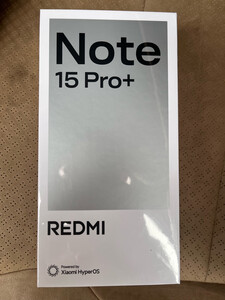 Note
15 Pro+
REDMI
Powered by
Xiaomi HyperOS